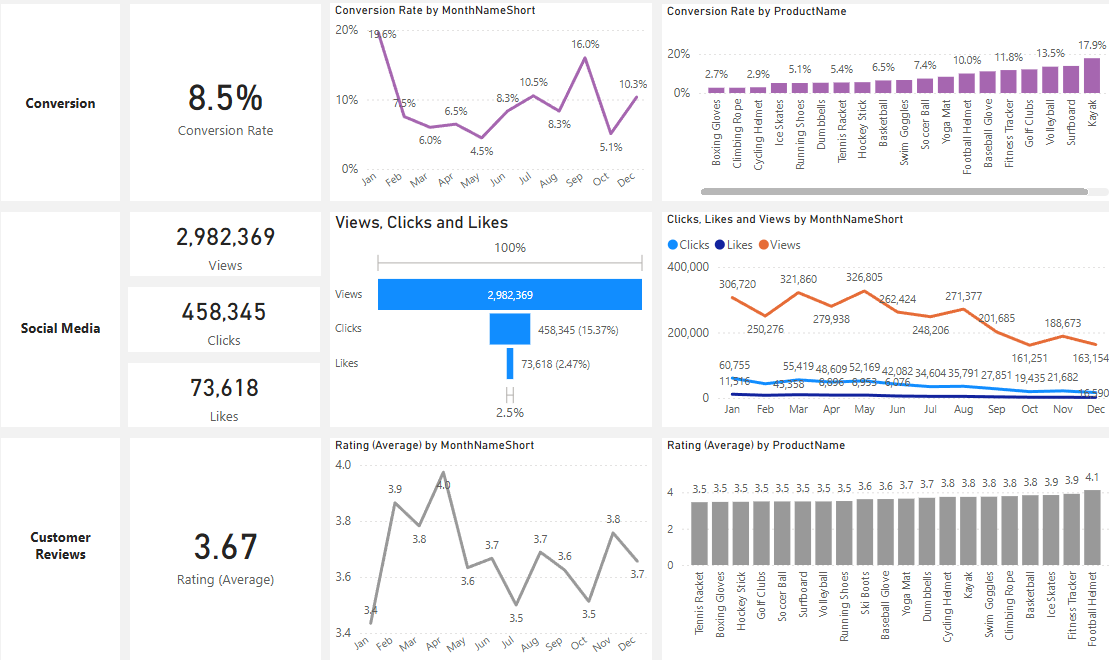 Conversion
8.5%
Conversion Rate
Conversion Rate by MonthNameShort
20%
10%
0%
19.6%
7.5%
6.0%
6.5%
4.5%
8.3%
10.5%
8.3%
16.0%
5.1%
10.3%
Jan Feb Mar Apr May Jun Jul Aug Sep Oct Dec
Conversion Rate by ProductName
20%
0%
2.7% 2.9% 5.1% 5.4% 6.5% 7.4% 10.0% 11.8% 13.5% 17.9%
Boxing Gloves
Climbing Rope
Cycling Helmet
Ice Skates
Running Shoes
Dumbbells
Tennis Racket
Hockey Stick
Basketball
Swim Goggles
Soccer Ball
Yoga Mat
Football Helmet
Baseball Glove
Fitness Tracker
Golf Clubs
Volleyball
Surfboard
Kayak
Social Media
2,982,369
Views
458,345
Clicks
73,618
Likes
Views, Clicks and Likes
100%
Views 2,982,369
Clicks 458,345 (15.37%)
Likes 73,618 (2.47%)
2.5%
Clicks, Likes and Views by MonthNameShort
Clicks Likes Views
400,000
200,000
0
306,720
250,276
321,860
279,938
326,805
262,424
248,206
271,377
201,685
161,251
188,673
163,154
60,755 55,419 48,609 52,169 42,082 34,604 35,791 27,851 19,435 21,682
11,516 45,358 8,896 8,953 6,076 16,590
Jan Feb Mar Apr May Jun Jul Aug Sep Oct Nov Dec
Customer
Reviews
3.67
Rating (Average)
Rating (Average) by MonthNameShort
4.0
3.8
3.6
3.4
3.4
3.9
3.8
4.0
3.6
3.7
3.5
3.7
3.6
3.5
3.8
3.7
Jan Feb Mar Apr May Jun Jul Aug Sep Oct Nov Dec
Rating (Average) by ProductName
4
2
0
3.5 3.5 3.5 3.5 3.5 3.5 3.5 3.5 3.6 3.6 3.7 3.7 3.8 3.8 3.8 3.8 3.8 3.9 3.9 4.1
Tennis Racket
Boxing Gloves
Hockey Stick
Golf Clubs
Soccer Ball
Surfboard
Volleyball
Running Shoes
Ski Boots
Baseball Glove
Yoga Mat
Dumbbells
Cycling Helmet
Kayak
Swim Goggles
Climbing Rope
Basketball
Ice Skates
Fitness Tracker
Football Helmet